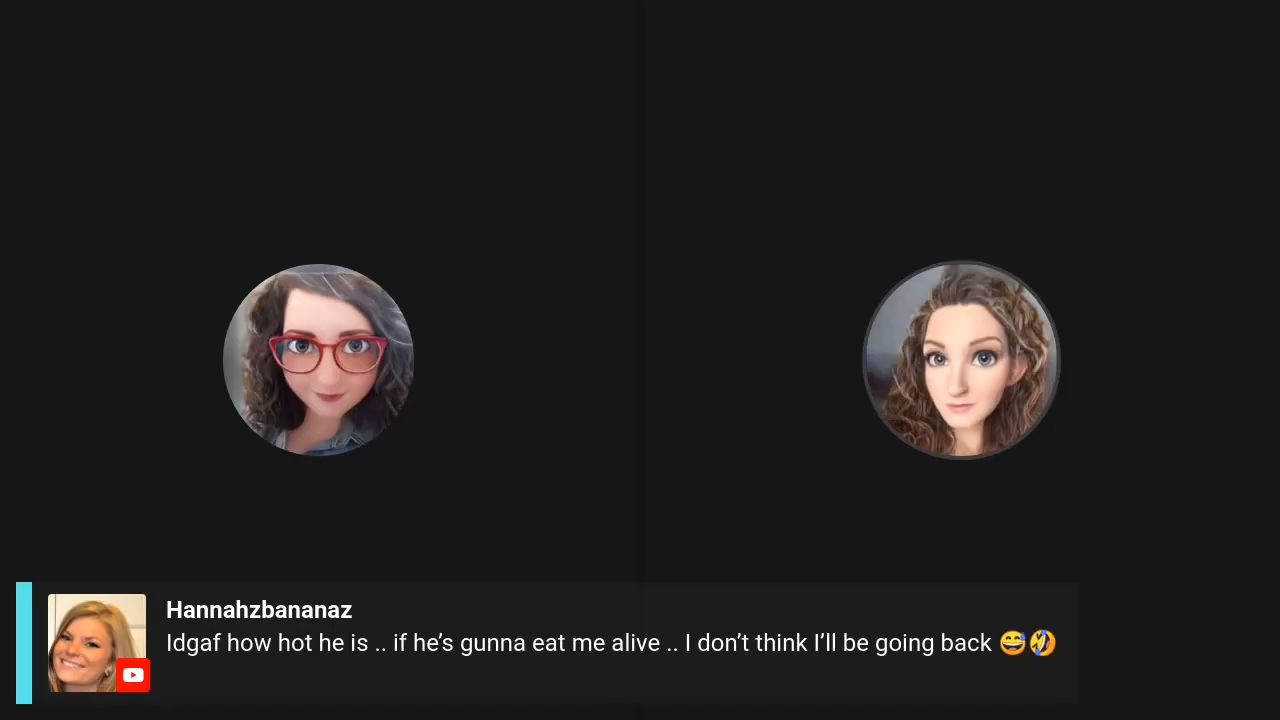 Hannahzbananaz
Idgaf how hot he is .. if he’s gunna eat me alive .. I don’t think I’ll be going back 😅🤣